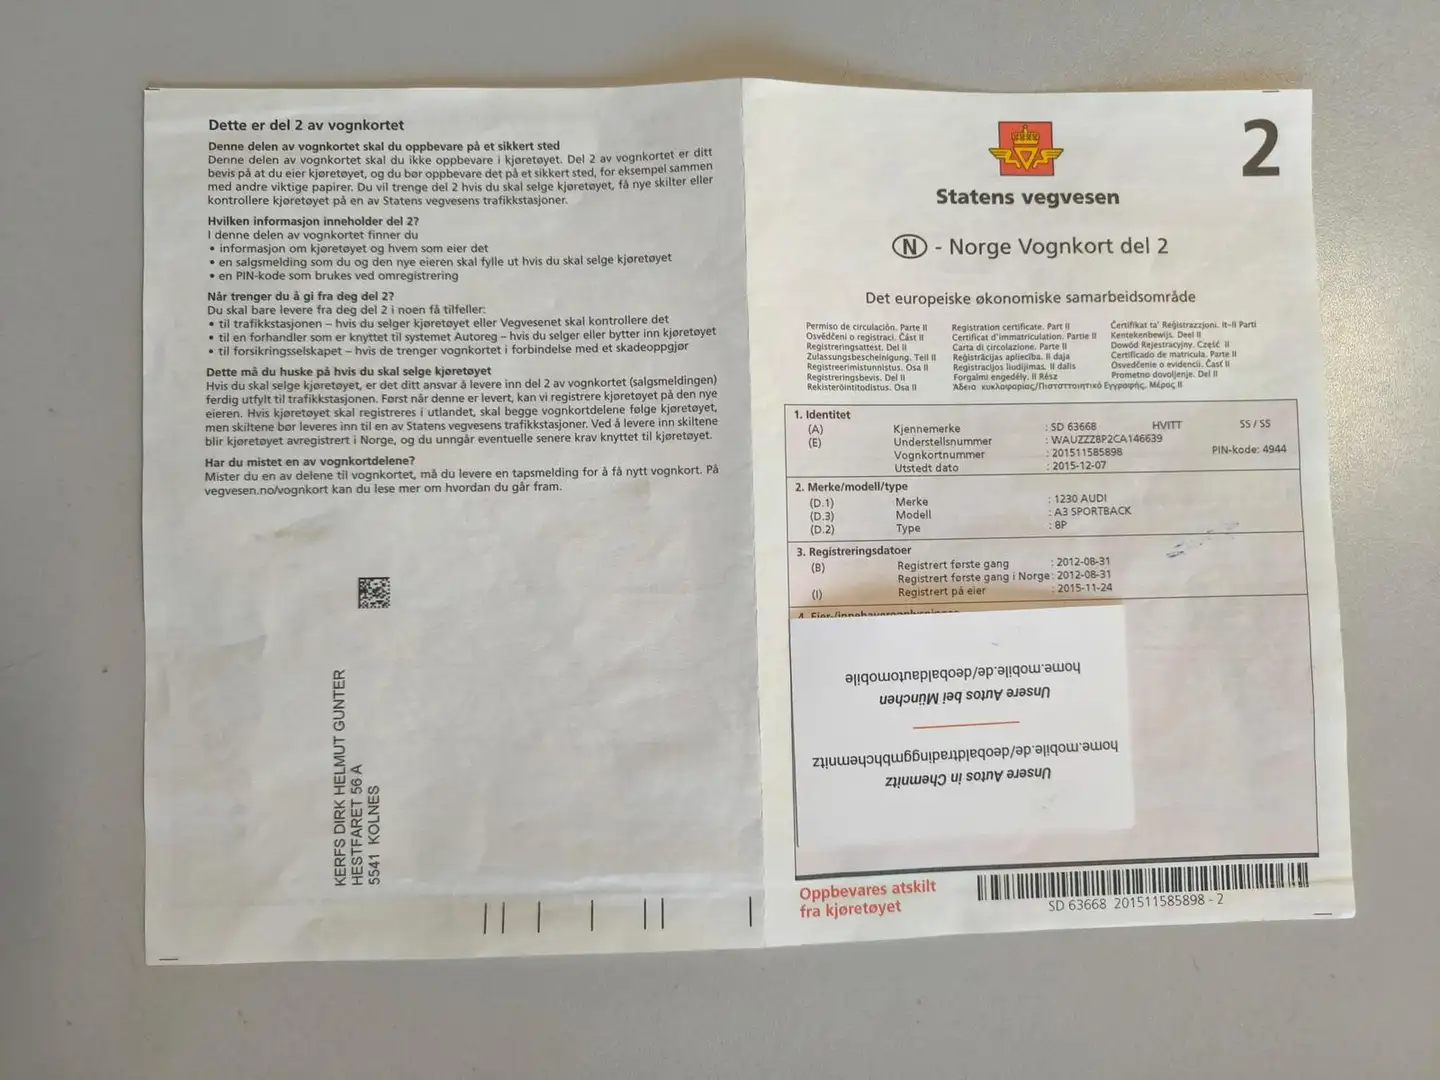 Dette er del 2 av vognkortet
Denne delen av vognkortet skal du oppbevare på et sikkert sted
Denne delen av vognkortet skal du ikke oppbevare i kjøretøyet. Del 2 av vognkortet er ditt
bevis på at du eier kjøretøyet, og du bør oppbevare det på et sikkert sted, for eksempel sammen
med andre viktige papirer. Du vil trenge del 2 hvis du skal selge kjøretøyet, få nye skilter eller
kontrollere kjøretøyet på en av Statens vegvesens trafikkstasjoner.
Hvilken informasjon inneholder del 2?
I denne delen av vognkortet finner du
• informasjon om kjøretøyet og hvem som eier det
• en salgsmelding som du og den nye eieren skal fylle ut hvis du skal selge kjøretøyet
• en PIN-kode som brukes ved omregistrering
Når trenger du å gi fra deg del 2?
Du skal bare levere fra deg del 2 i noen få tilfeller:
• til trafikkstasjonen – hvis du selger kjøretøyet eller Vegvesenet skal kontrollere det
• til en forhandler som er knyttet til systemet Autoreg – hvis du selger eller bytter inn kjøretøyet
• til forsikringsselskapet – hvis de trenger vognkortet i forbindelse med et skadeoppgjør
Dette må du huske på hvis du skal selge kjøretøyet
Hvis du skal selge kjøretøyet, er det ditt ansvar å levere inn del 2 av vognkortet (salgsmeldingen)
ferdig utfylt til trafikkstasjonen. Først når denne er levert, kan vi registrere kjøretøyet på den nye
eieren. Hvis kjøretøyet skal registreres i utlandet, skal begge vognkortdelene følge kjøretøyet,
men skiltene bør leveres inn til en av Statens vegvesens trafikkstasjoner. Ved å levere inn skiltene
blir kjøretøyet avregistrert i Norge, og du unngår eventuelle senere krav knyttet til kjøretøyet.
Har du mistet en av vognkortdelene?
Mister du en av delene til vognkortet, må du levere en tapsmelding for å få nytt vognkort. På
vegvesen.no/vognkort kan du lese mer om hvordan du går fram.
KERFS DIRK HELMUT GUNTER
HESTFARET 56 A
5541 KOLNES
2
Statens vegvesen
N - Norge Vognkort del 2
Det europeiske økonomiske samarbeidsområde
Permiso de circulación. Parte II
Osvědčení o registraci. Část II
Registreringsattest. Del II
Zulassungsbescheinigung. Teil II
Registreerimistunnistus. Osa II
Registreringsbevis. Del II
Rekisteröintitodistus. Osa II
Registration certificate. Part II
Certificat d'immatriculation. Partie II
Carta di circolazione. Parte II
Reģistrācijas apliecība. II daļa
Registracijos liudijimas. II dalis
Forgalmi engedély. II Rész
Άδεια κυκλοφορίας/Πιστοποιητικό Εγγραφής. Μέρος II
Ċertifikat ta' Reġistrazzjoni. It-II Parti
Kentekenbewijs. Deel II
Dowód Rejestracyjny. Część II
Certificado de matrícula. Parte II
Osvedčenie o evidencii. Časť II
Prometno dovoljenje. Del II
1. Identitet
(A) Kjennemerke : SD 63668 HVITT SS / SS
(E) Understellsnummer : WAUZZZ8P2CA146639
Vognkortnummer : 201511585898 PIN-kode: 4944
Utstedt dato : 2015-12-07
2. Merke/modell/type
(D.1) Merke : 1230 AUDI
(D.3) Modell : A3 SPORTBACK
(D.2) Type : 8P
3. Registreringsdatoer
(B) Registrert første gang : 2012-08-31
Registrert første gang i Norge: 2012-08-31
(I) Registrert på eier : 2015-11-24
Unsere Autos in Chemnitz
home.mobile.de/deobaldtradinggmbhchemnitz
Unsere Autos bei München
home.mobile.de/deobaldautomobile
Oppbevares atskilt
fra kjøretøyet
SD 63668 201511585898 - 2